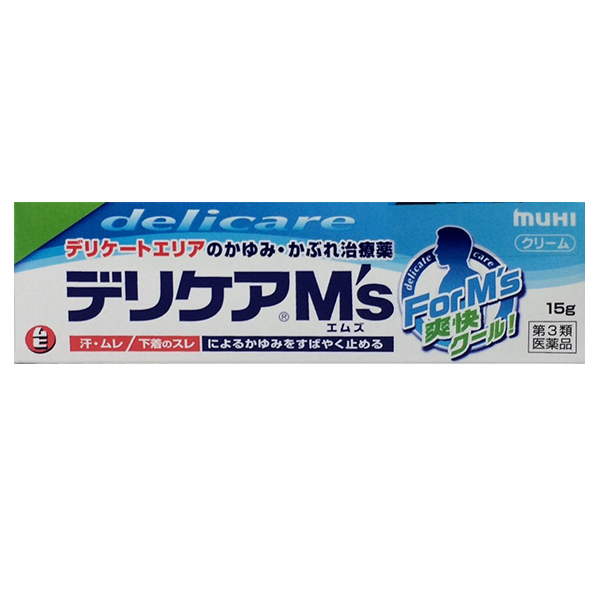 delicare
デリケートエリアのかゆみ・かぶれ治療薬
デリケアM's
®
エムズ
汗・ムレ/下着のスレ/によるかゆみをすばやく止める
ムヒ
delicate care
For M's
爽快
クール!
muHI
クリーム
15g
第3類
医薬品